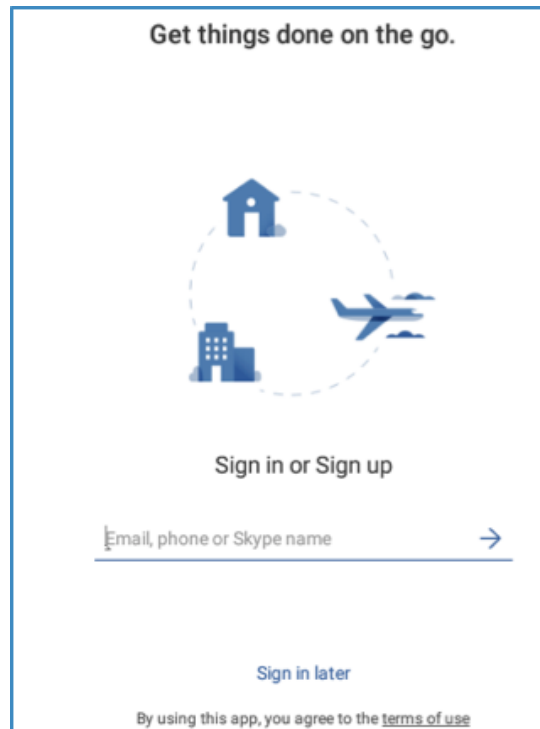 Get things done on the go.
Sign in or Sign up
Email, phone or Skype name
Sign in later
By using this app, you agree to the terms of use